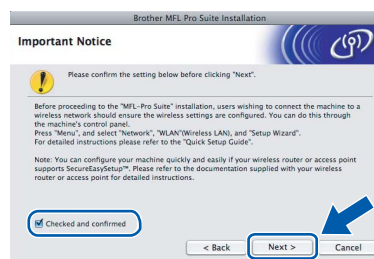 Brother MFL Pro Suite Installation
Important Notice
Please confirm the setting below before clicking "Next".
Before proceeding to the "MFL-Pro Suite" installation, users wishing to connect the machine to a
wireless network should ensure the wireless settings are configured. You can do this through
the machine's control panel.
Press "Menu", and select "Network", "WLAN"(Wireless LAN), and "Setup Wizard".
For detailed instructions please refer to the "Quick Setup Guide".
Note: You can configure your machine quickly and easily if your wireless router or access point
supports SecureEasySetup™. Please refer to the documentation supplied with your wireless
router or access point for detailed instructions.
Checked and confirmed
< Back Next > Cancel